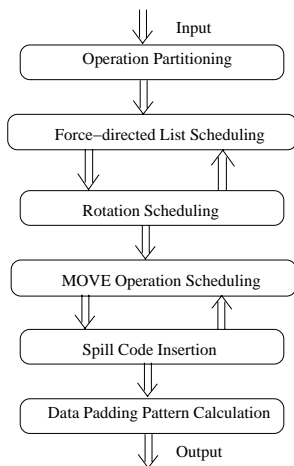 Input
Operation Partitioning
Force−directed List Scheduling
Rotation Scheduling
MOVE Operation Scheduling
Spill Code Insertion
Data Padding Pattern Calculation
Output